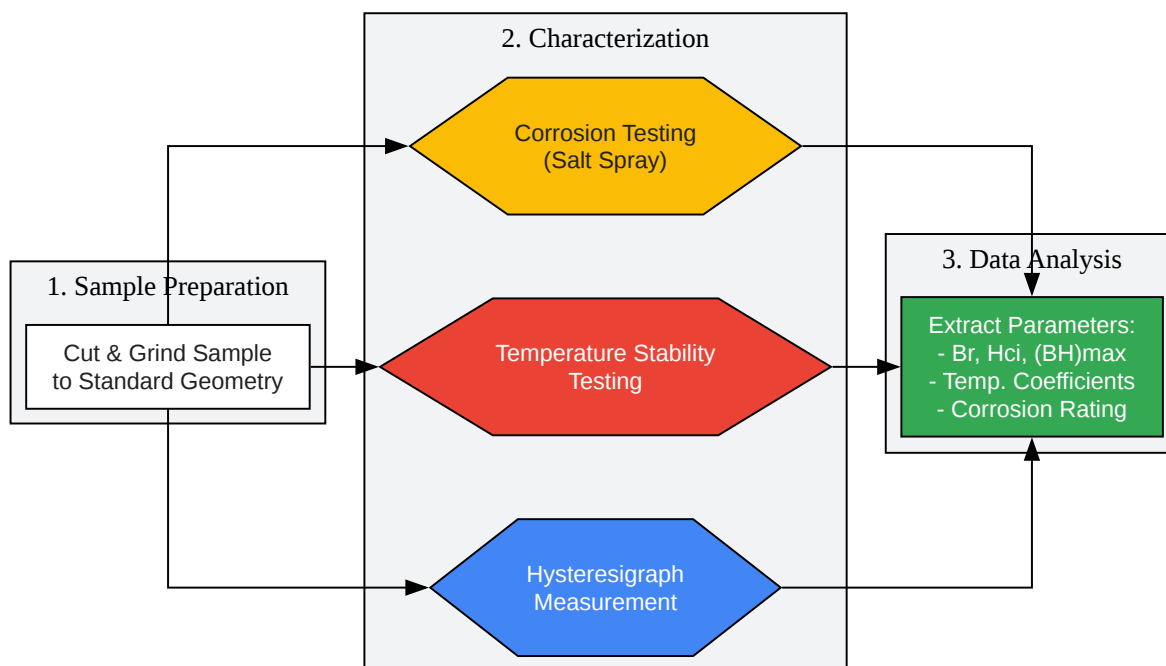 1. Sample Preparation
Cut & Grind Sample
to Standard Geometry
2. Characterization
Corrosion Testing
(Salt Spray)
Temperature Stability
Testing
Hysteresigraph
Measurement
3. Data Analysis
Extract Parameters:
- Br, Hci, (BH)max
- Temp. Coefficients
- Corrosion Rating